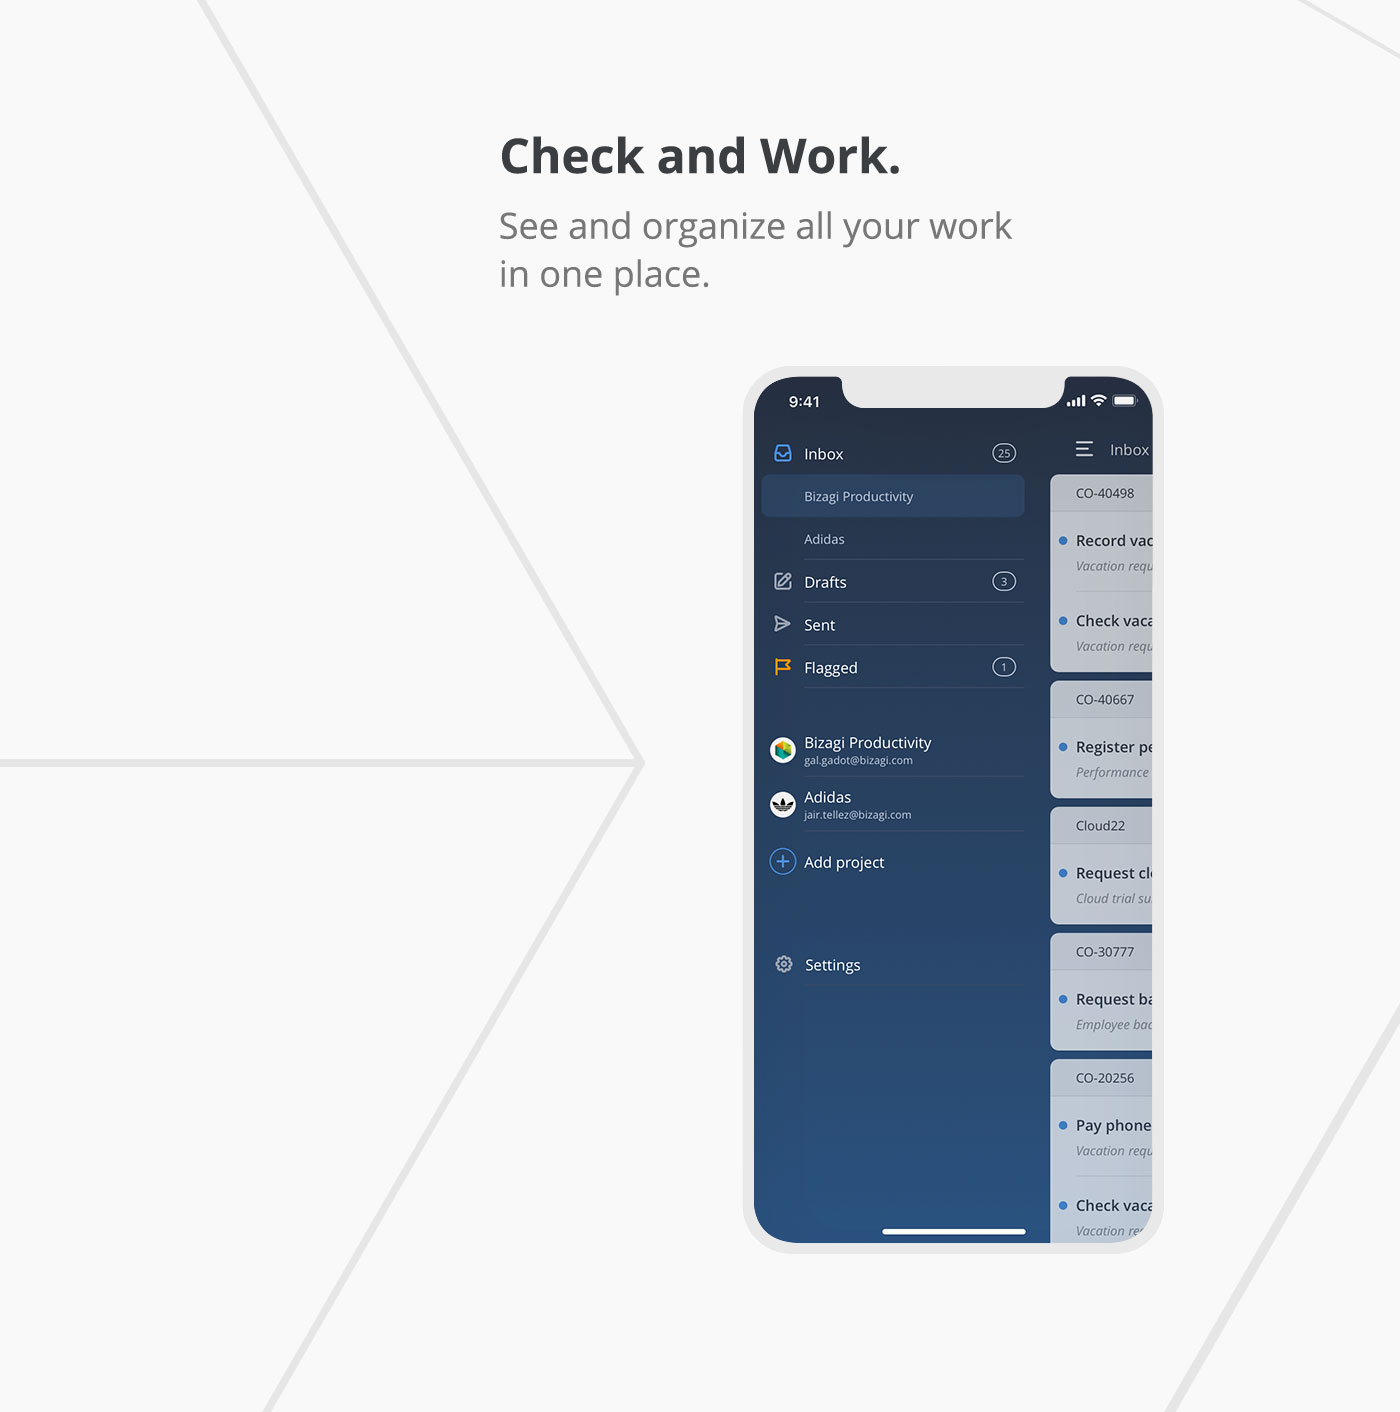 Check and Work.
See and organize all your work
in one place.
9:41
Inbox 25
Bizagi Productivity
Adidas
Drafts 3
Sent
Flagged 1
Bizagi Productivity
gal.gadot@bizagi.com
Adidas
jair.tellez@bizagi.com
Add project
Settings
Inbox
CO-40498
Record vac
Vacation requ
Check vaca
Vacation requ
CO-40667
Register pe
Performance
Cloud22
Request cl
Cloud trial su
CO-30777
Request ba
Employee bac
CO-20256
Pay phone
Vacation requ
Check vaca
Vacation re